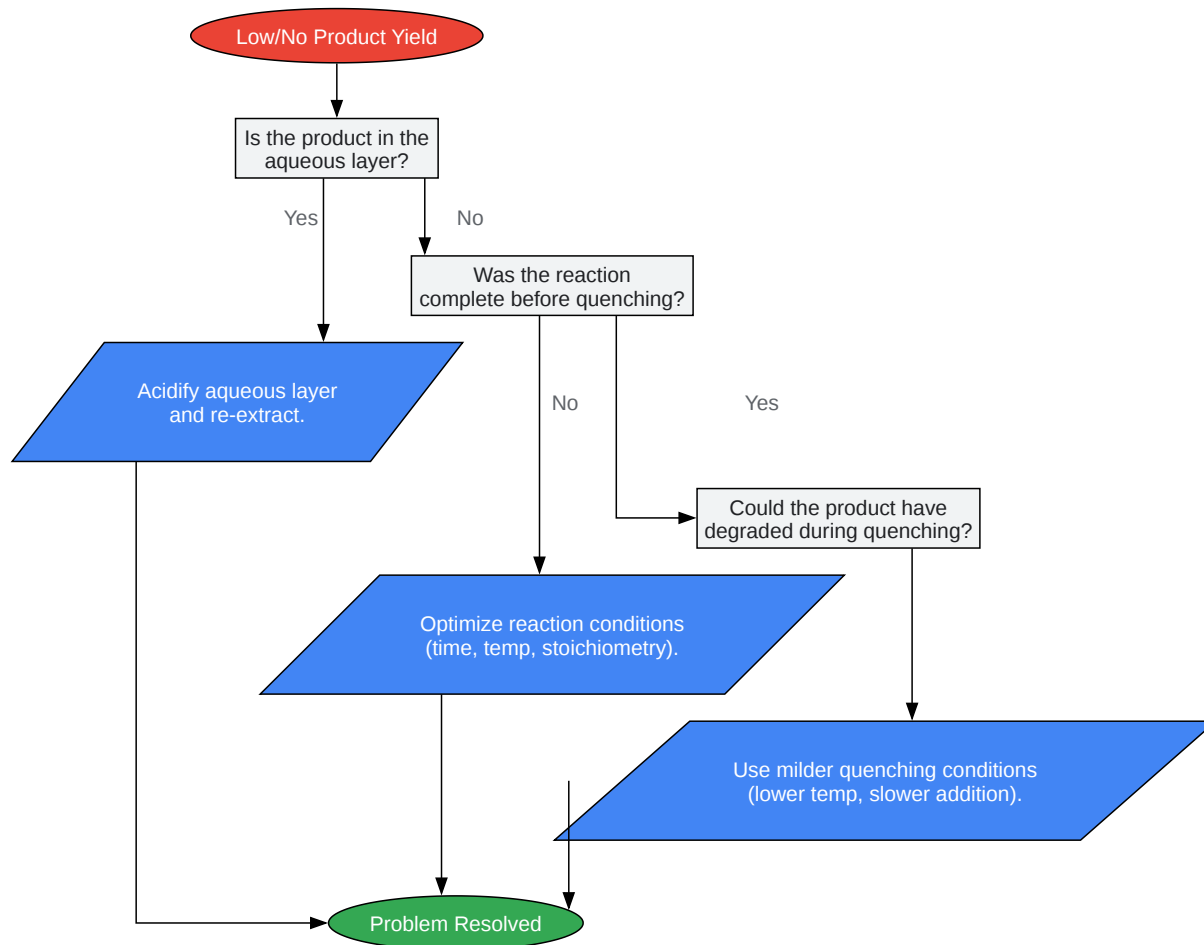 Low/No Product Yield
Is the product in the
aqueous layer?
Yes
No
Was the reaction
complete before quenching?
Acidify aqueous layer
and re-extract.
No
Yes
Could the product have
degraded during quenching?
Optimize reaction conditions
(time, temp, stoichiometry).
Use milder quenching conditions
(lower temp, slower addition).
Problem Resolved